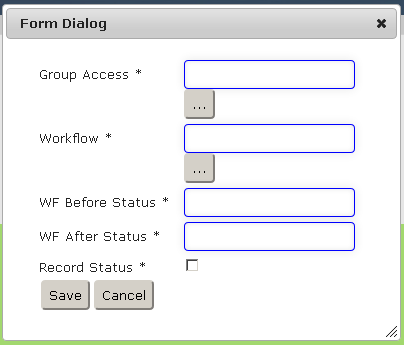 Form Dialog ✖
Group Access *
...
Workflow *
...
WF Before Status *
WF After Status *
Record Status *
Save Cancel